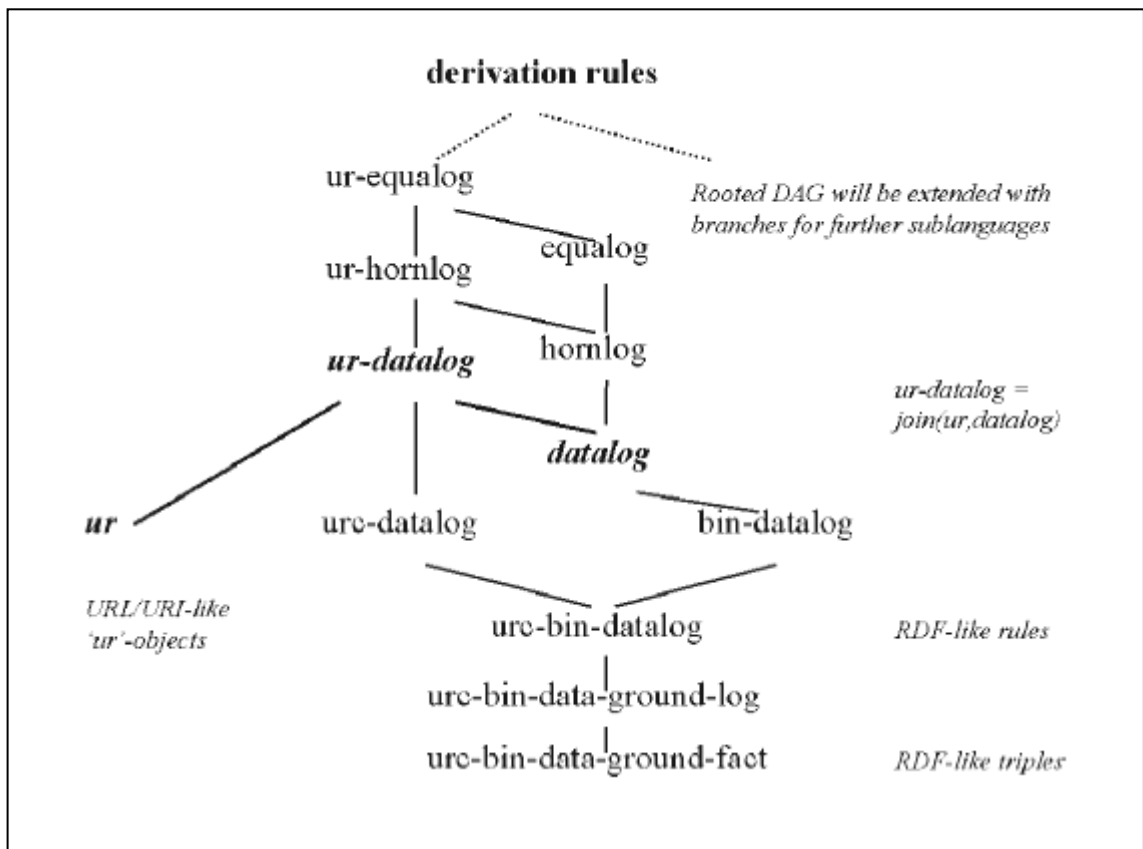 derivation rules
ur-equalog
Rooted DAG will be extended with
branches for further sublanguages
equalog
ur-hornlog
hornlog
ur-datalog
ur-datalog =
join(ur,datalog)
datalog
ur
urc-datalog
bin-datalog
URL/URI-like
'ur'-objects
urc-bin-datalog
RDF-like rules
urc-bin-data-ground-log
urc-bin-data-ground-fact
RDF-like triples